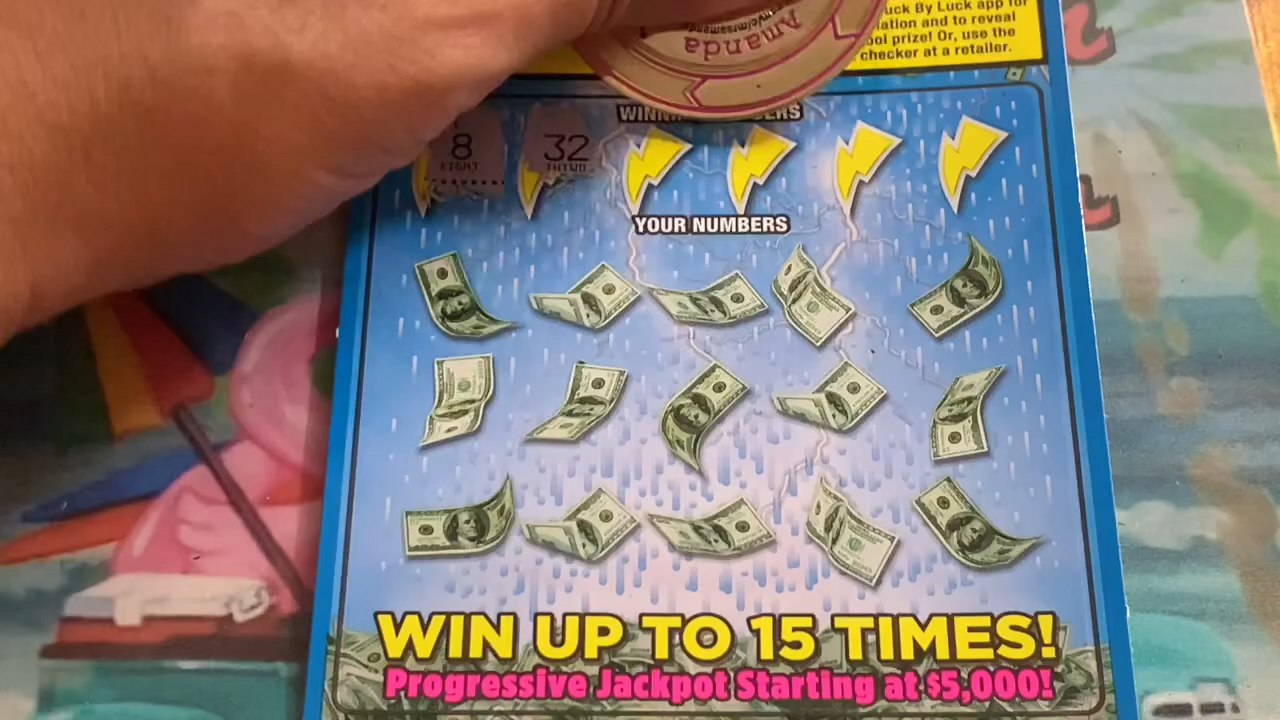 uck By Luck app for
ation and to reveal
ool prize! Or, use the
checker at a retailer.
Amanda
8
EIGHT
32
THTWO
YOUR NUMBERS
WIN UP TO 15 TIMES!
Progressive Jackpot Starting at $5,000!